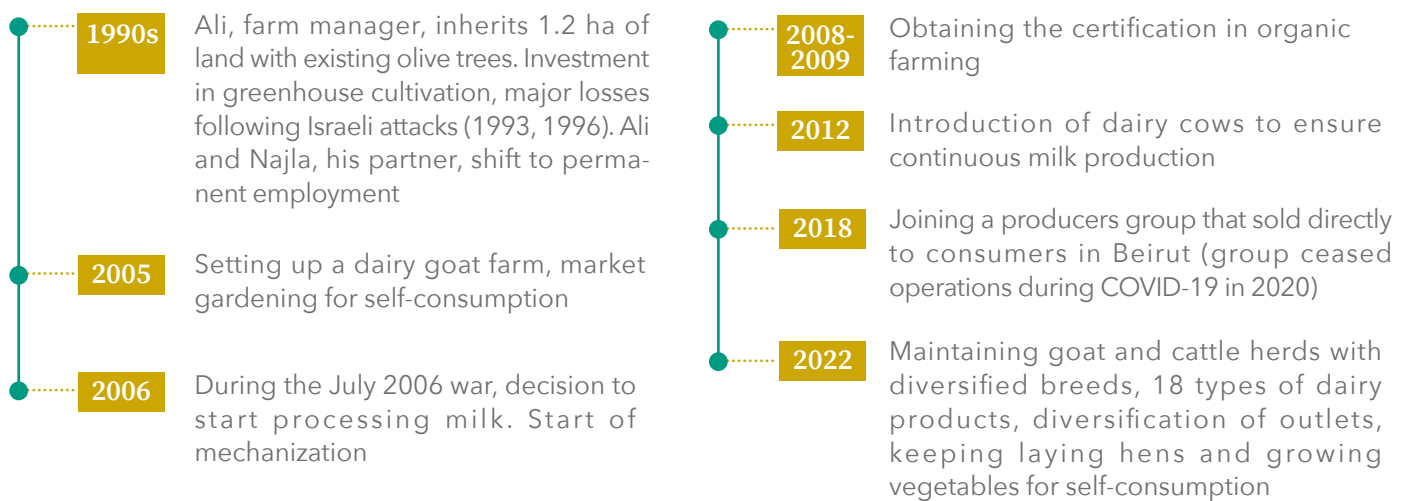 1990s
Ali, farm manager, inherits 1.2 ha of
land with existing olive trees. Investment
in greenhouse cultivation, major losses
following Israeli attacks (1993, 1996). Ali
and Najla, his partner, shift to perma-
nent employment
2005
Setting up a dairy goat farm, market
gardening for self-consumption
2006
During the July 2006 war, decision to
start processing milk. Start of
mechanization
2008-
2009
Obtaining the certification in organic
farming
2012
Introduction of dairy cows to ensure
continuous milk production
2018
Joining a producers group that sold directly
to consumers in Beirut (group ceased
operations during COVID-19 in 2020)
2022
Maintaining goat and cattle herds with
diversified breeds, 18 types of dairy
products, diversification of outlets,
keeping laying hens and growing
vegetables for self-consumption